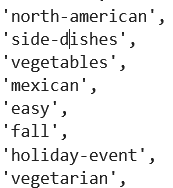 'north-american',
'side-dishes',
'vegetables',
'mexican',
'easy',
'fall',
'holiday-event',
'vegetarian',